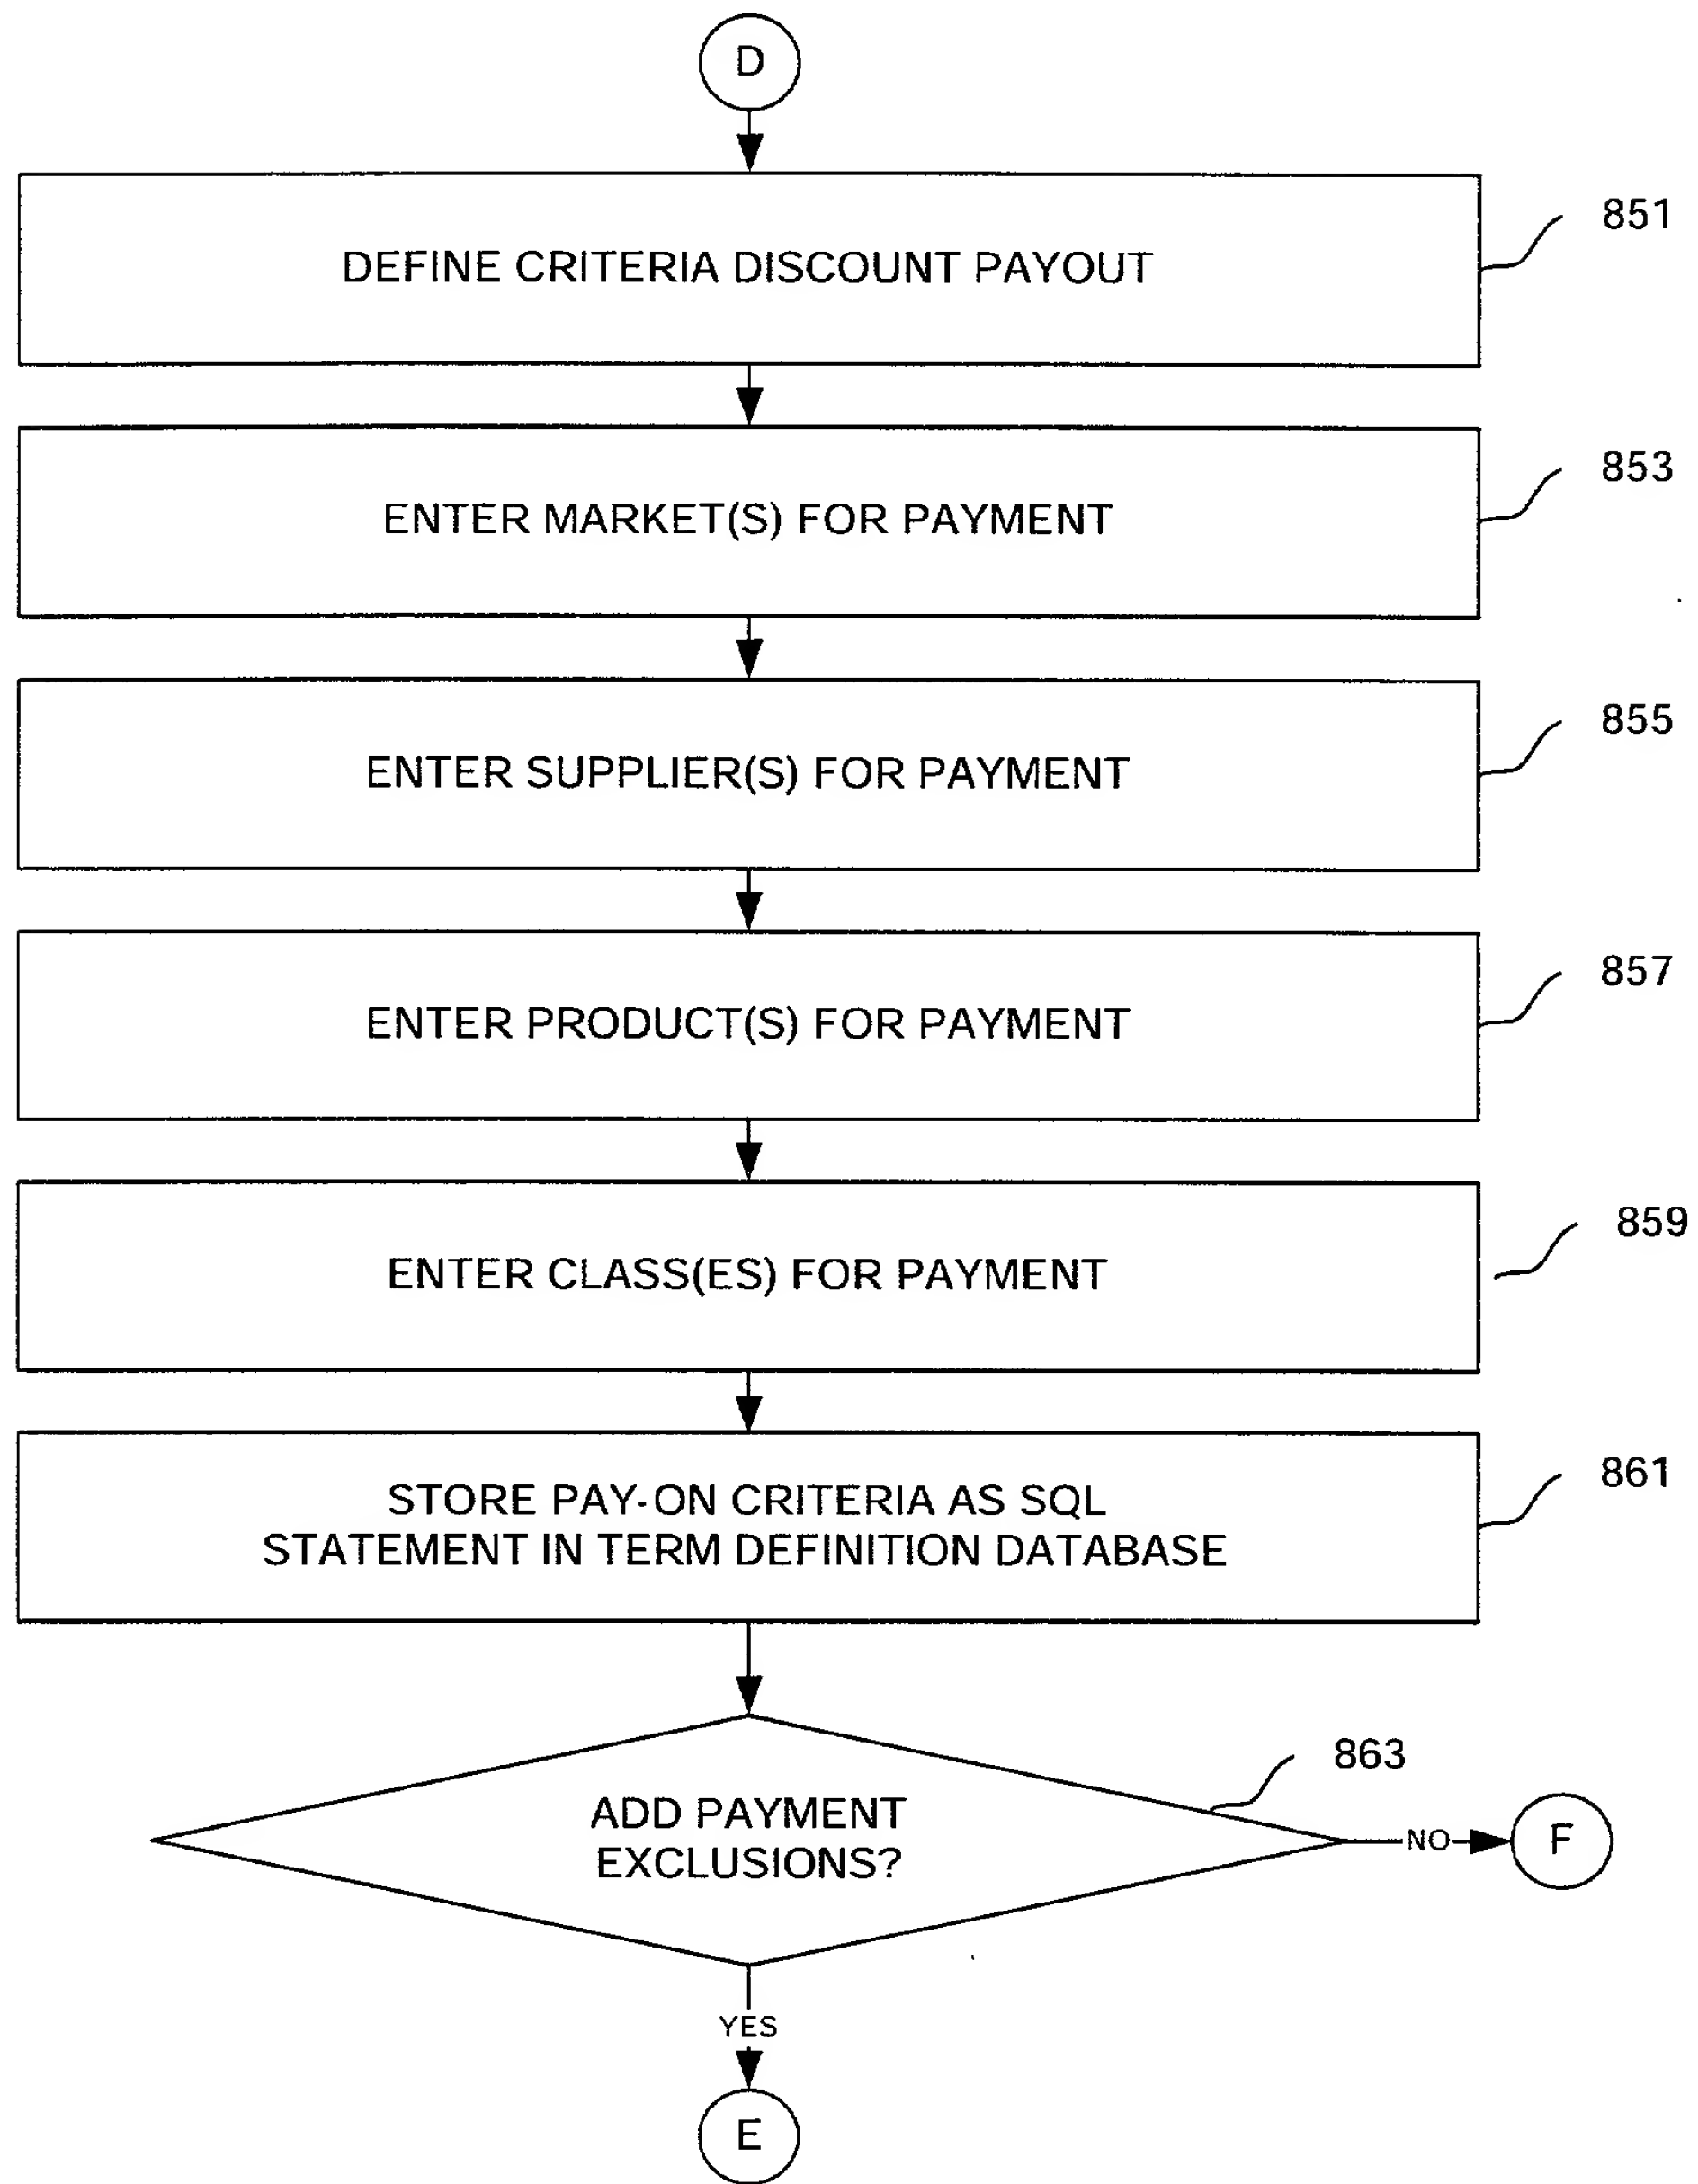 D
851
DEFINE CRITERIA DISCOUNT PAYOUT
853
ENTER MARKET(S) FOR PAYMENT
855
ENTER SUPPLIER(S) FOR PAYMENT
857
ENTER PRODUCT(S) FOR PAYMENT
859
ENTER CLASS(ES) FOR PAYMENT
861
STORE PAY-ON CRITERIA AS SQL
STATEMENT IN TERM DEFINITION DATABASE
863
ADD PAYMENT
EXCLUSIONS?
NO
F
YES
E